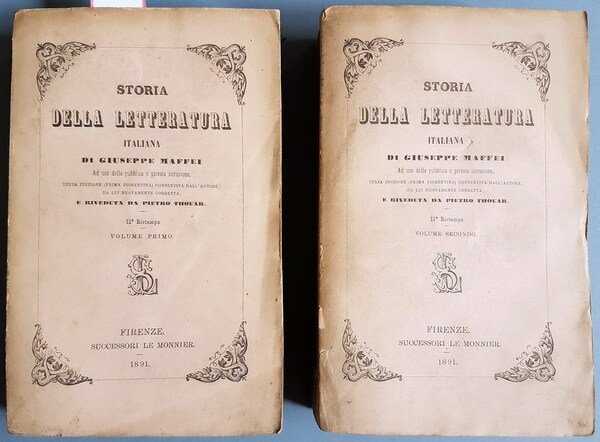 STORIA
DELLA LETTERATURA
ITALIANA
DI GIUSEPPE MAFFEI
Ad uso della pubblica e privata istruzione,
TERZA EDIZIONE (PRIMA FIORENTINA) CONSENTITA DALL'AUTORE;
DA LUI NUOVAMENTE CORRETTA,
E RIVEDUTA DA PIETRO THOUAR.
11ª Ristampa
VOLUME PRIMO.
FIRENZE.
SUCCESSORI LE MONNIER.
1891.
STORIA
DELLA LETTERATURA
ITALIANA
DI GIUSEPPE MAFFEI
Ad uso della pubblica e privata istruzione,
TERZA EDIZIONE (PRIMA FIORENTINA) CONSENTITA DALL'AUTORE;
DA LUI NUOVAMENTE CORRETTA,
E RIVEDUTA DA PIETRO THOUAR.
11ª Ristampa
VOLUME SECONDO.
FIRENZE.
SUCCESSORI LE MONNIER.
1891.